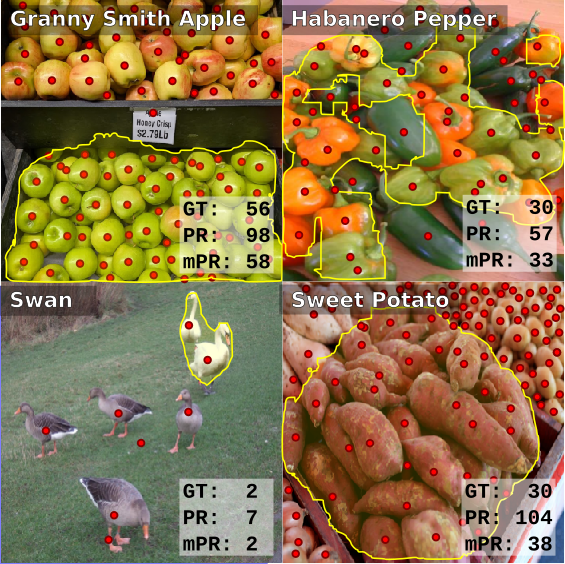 Granny Smith Apple
Honey Crisp
$2.79Lb
GT: 56
PR: 98
mPR: 58
Habanero Pepper
GT: 30
PR: 57
mPR: 33
Swan
GT: 2
PR: 7
mPR: 2
Sweet Potato
GT: 30
PR: 104
mPR: 38